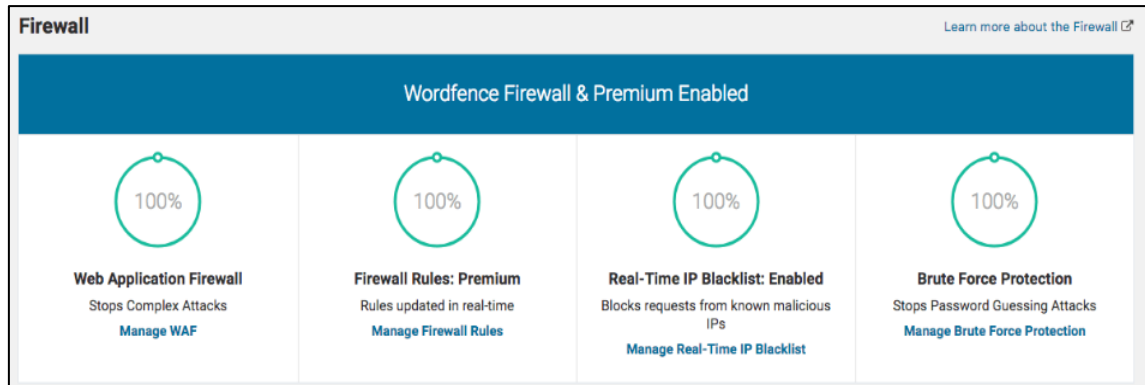 Firewall
Learn more about the Firewall
Wordfence Firewall & Premium Enabled
100%
100%
100%
100%
Web Application Firewall
Stops Complex Attacks
Manage WAF
Firewall Rules: Premium
Rules updated in real-time
Manage Firewall Rules
Real-Time IP Blacklist: Enabled
Blocks requests from known malicious
IPs
Manage Real-Time IP Blacklist
Brute Force Protection
Stops Password Guessing Attacks
Manage Brute Force Protection